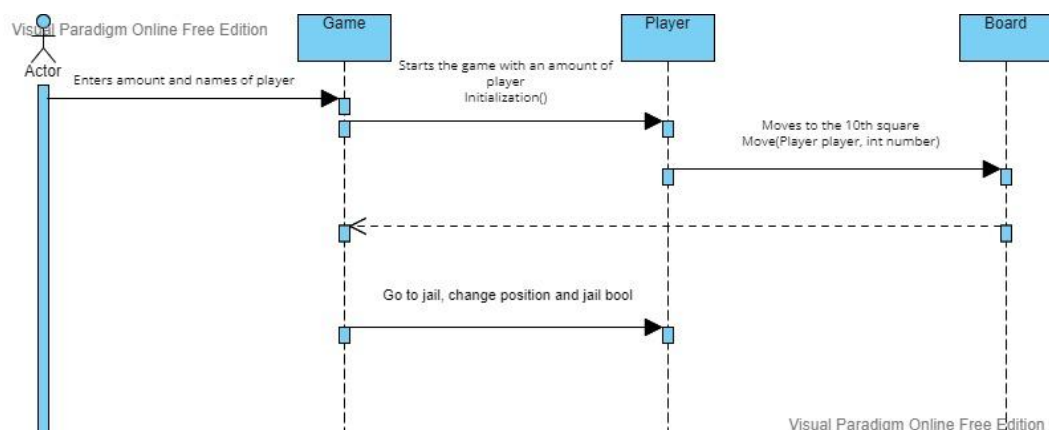 Visual Paradigm Online Free Edition
Game
Player
Board
Actor
Enters amount and names of player
Starts the game with an amount of
player
Initialization()
Moves to the 10th square
Move(Player player, int number)
Go to jail, change position and jail bool
Visual Paradigm Online Free Edition